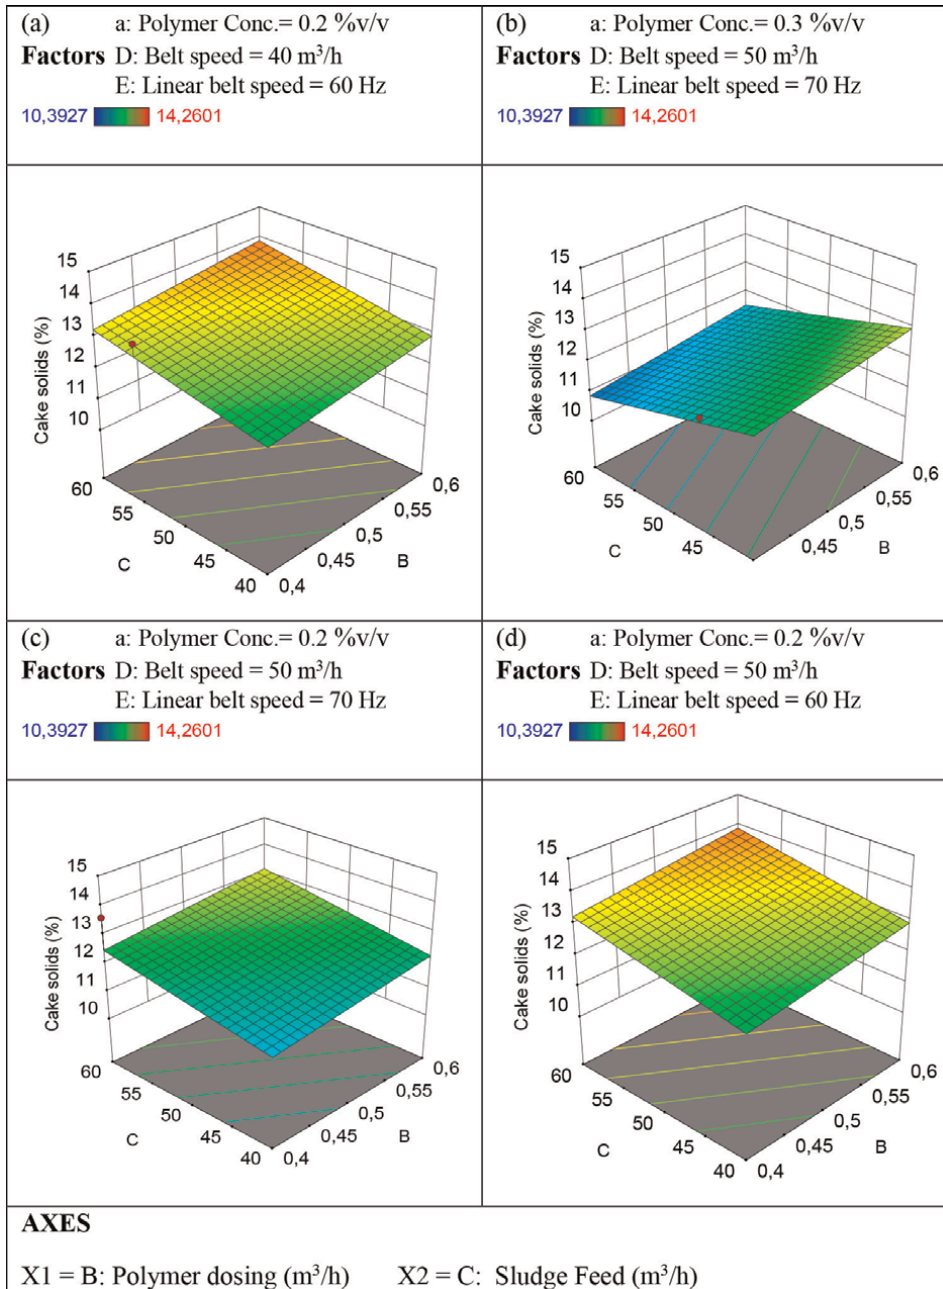 (a) a: Polymer Conc.= 0.2 %v/v
Factors D: Belt speed = 40 m³/h
E: Linear belt speed = 60 Hz
10,3927 14,2601
15
14
13
12
11
10
Cake solids (%)
60
55
50
45
40
C
0,4
0,45
0,5
0,55
0,6
B
(b) a: Polymer Conc.= 0.3 %v/v
Factors D: Belt speed = 50 m³/h
E: Linear belt speed = 70 Hz
10,3927 14,2601
15
14
13
12
11
10
Cake solids (%)
60
55
50
45
C
0,45
0,5
0,55
0,6
B
(c) a: Polymer Conc.= 0.2 %v/v
Factors D: Belt speed = 50 m³/h
E: Linear belt speed = 70 Hz
10,3927 14,2601
15
14
13
12
11
10
Cake solids (%)
60
55
50
45
40
C
0,4
0,45
0,5
0,55
0,6
B
(d) a: Polymer Conc.= 0.2 %v/v
Factors D: Belt speed = 50 m³/h
E: Linear belt speed = 60 Hz
10,3927 14,2601
15
14
13
12
11
10
Cake solids (%)
60
55
50
45
40
C
0,4
0,45
0,5
0,55
0,6
B
AXES
X1 = B: Polymer dosing (m³/h) X2 = C: Sludge Feed (m³/h)